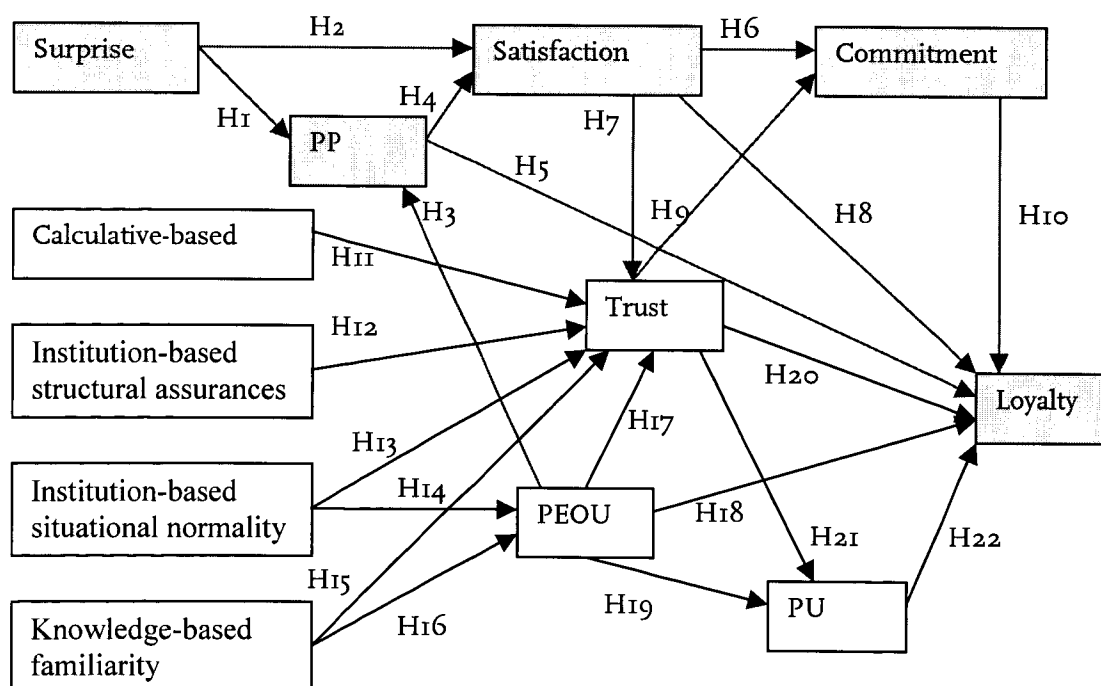 H2
H6
Surprise
Satisfaction
Commitment
H1
H4
H7
PP
H5
H3
H9
H8
H10
Calculative-based
H11
Trust
H12
Institution-based
structural assurances
H20
Loyalty
H13
H17
Institution-based
situational normality
H14
PEOU
H18
H21
H22
H15
H19
PU
H16
Knowledge-based
familiarity